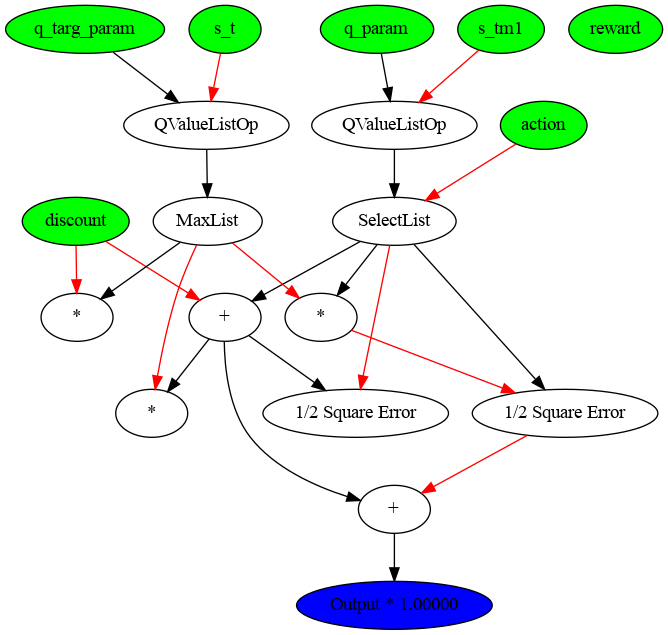 q_targ_param
s_t
q_param
s_tm1
reward
QValueListOp
QValueListOp
action
discount
MaxList
SelectList
*
+
*
*
1/2 Square Error
1/2 Square Error
+
Output * 1.00000